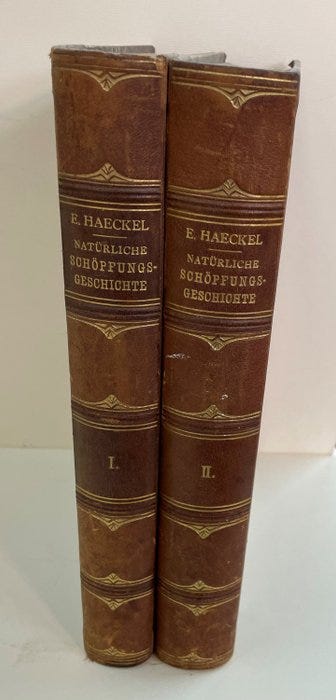 E. HAECKEL
NATÜRLICHE
SCHÖPFUNGS-
GESCHICHTE
I.
E. HAECKEL
NATÜRLICHE
SCHÖPFUNGS-
GESCHICHTE
II.